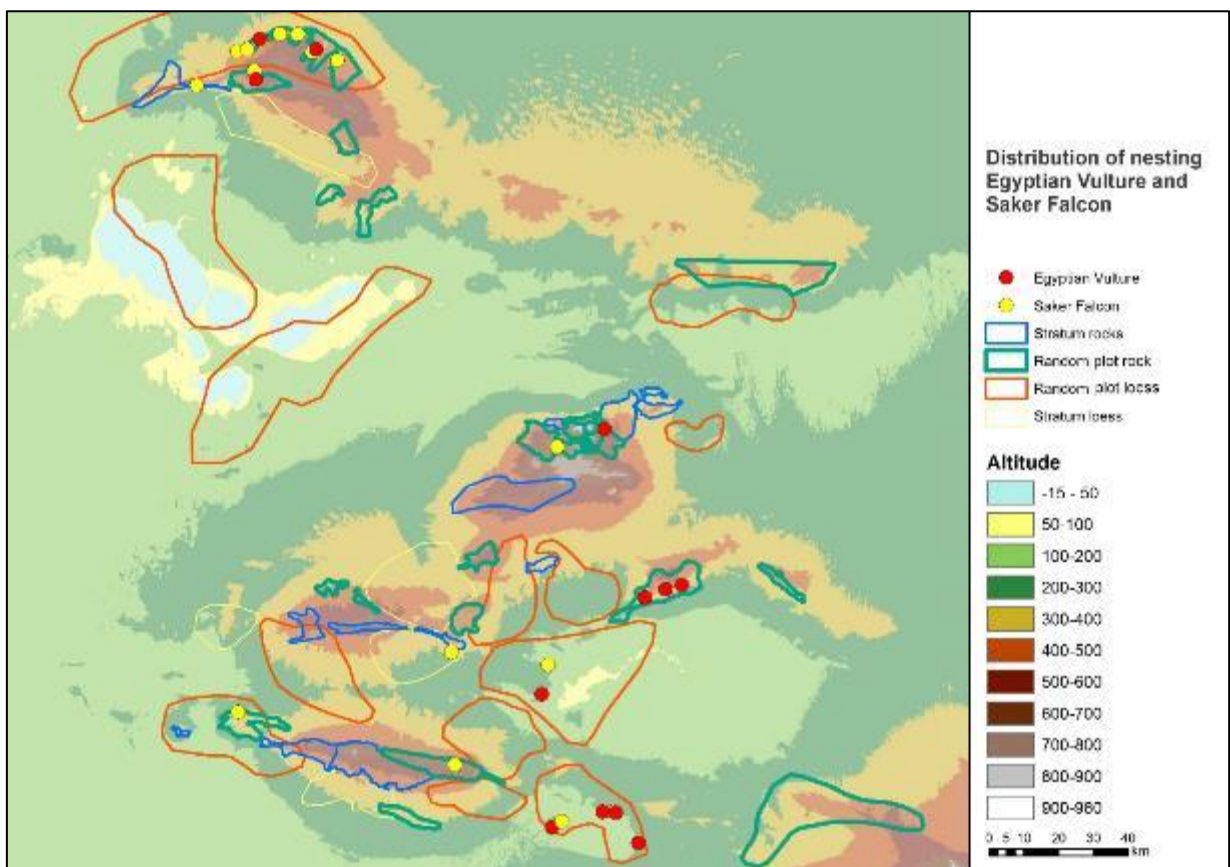 Distribution of nesting
Egyptian Vulture and
Saker Falcon
Egyptian Vulture
Saker Falcon
Stratum rocks
Random plot rock
Random plot loess
Stratum loess
Altitude
-15 - 50
50-100
100-200
200-300
300-400
400-500
500-600
600-700
700-800
800-900
900-980
0 5 10 20 30 40
km